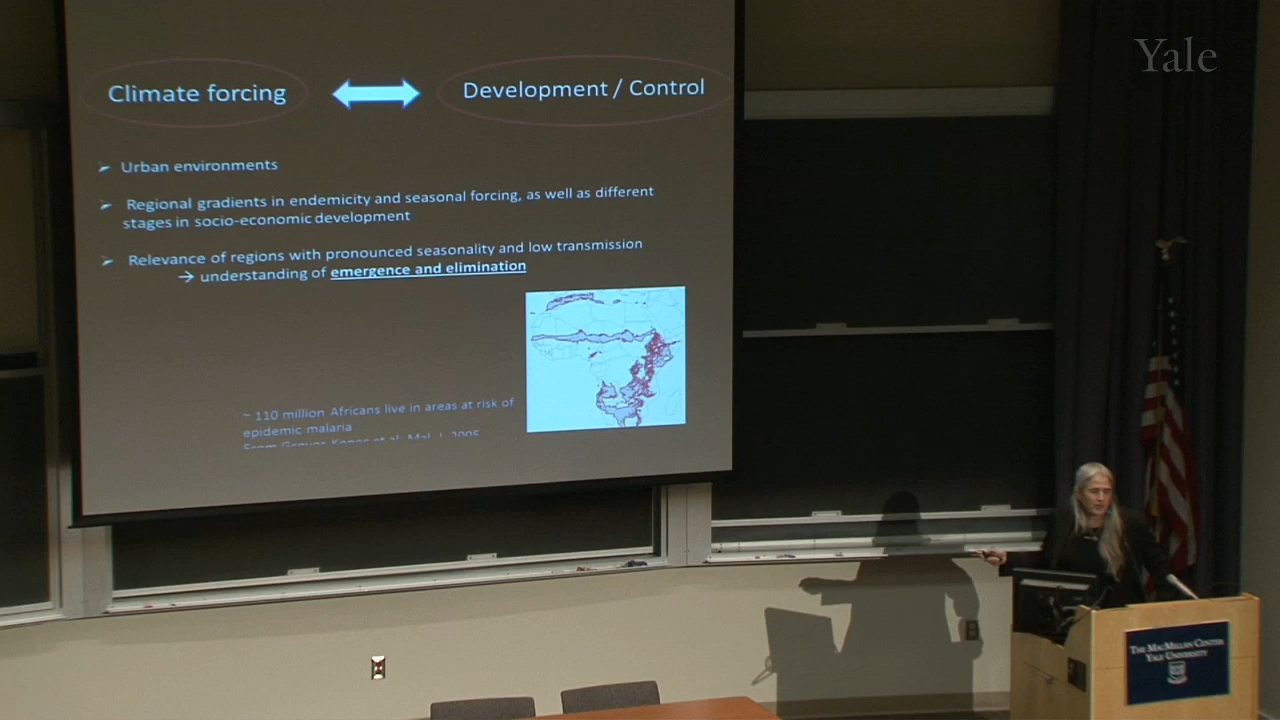 Yale
Climate forcing
Development / Control
Urban environments
Regional gradients in endemicity and seasonal forcing, as well as different
stages in socio-economic development
Relevance of regions with pronounced seasonality and low transmission
→ understanding of emergence and elimination
~ 110 million Africans live in areas at risk of
epidemic malaria
THE MACMILLAN CENTER
YALE UNIVERSITY